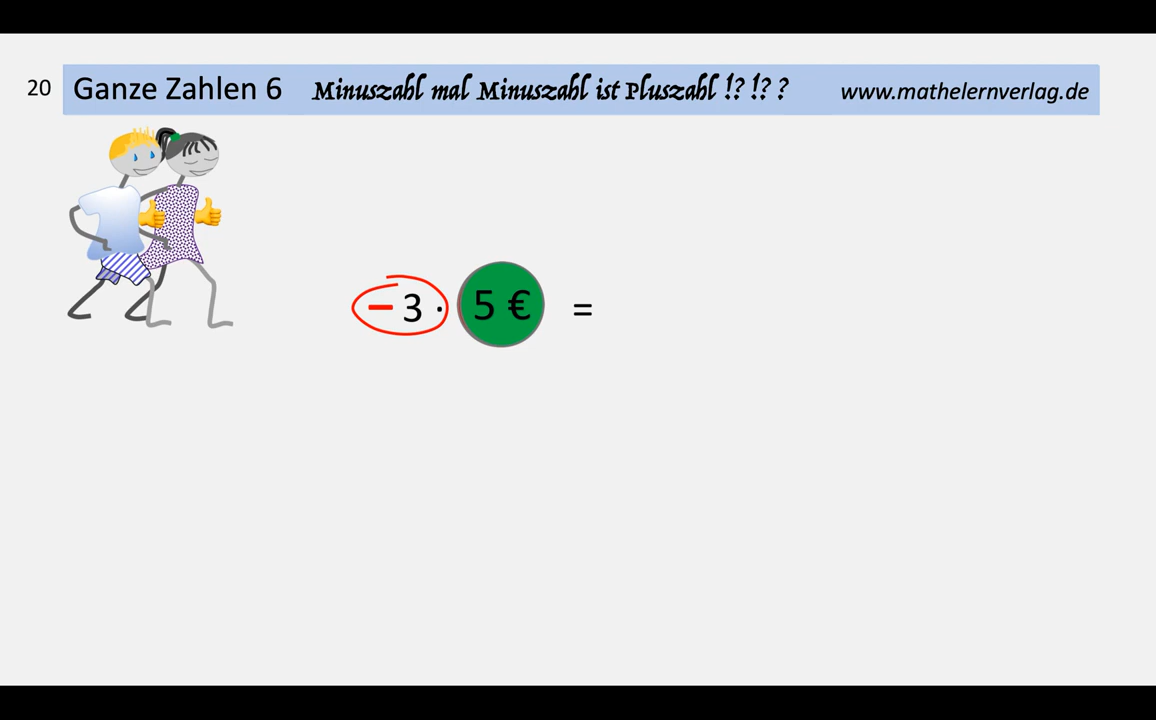 20 Ganze Zahlen 6 Minuszahl mal Minuszahl ist Pluszahl !? !? ? www.mathelernverlag.de
− 3 · 5 € =